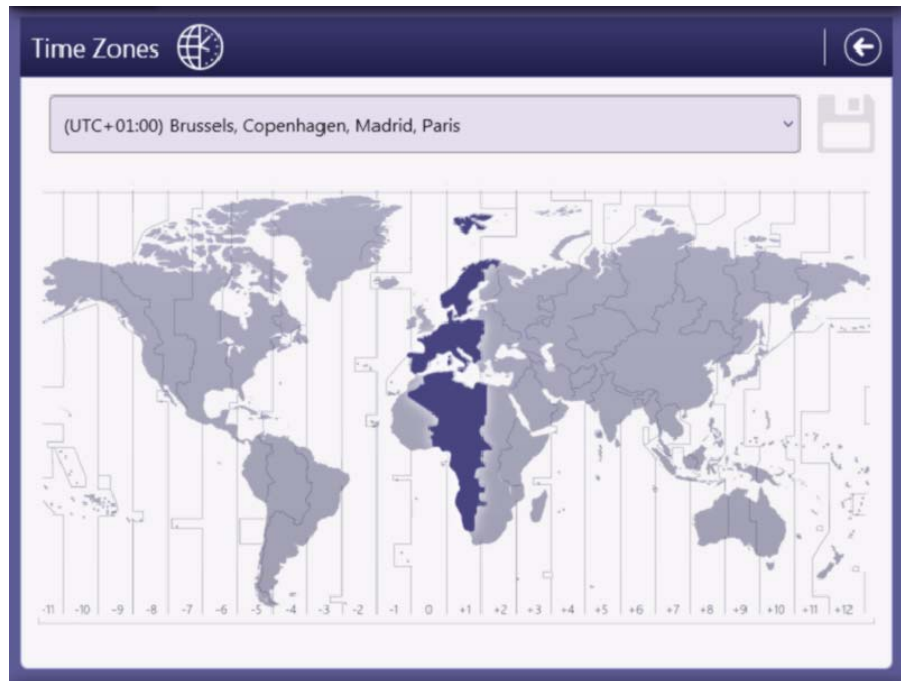 Time Zones
(UTC+01:00) Brussels, Copenhagen, Madrid, Paris
-11 -10 -9 -8 -7 -6 -5 -4 -3 -2 -1 0 +1 +2 +3 +4 +5 +6 +7 +8 +9 +10 +11 +12